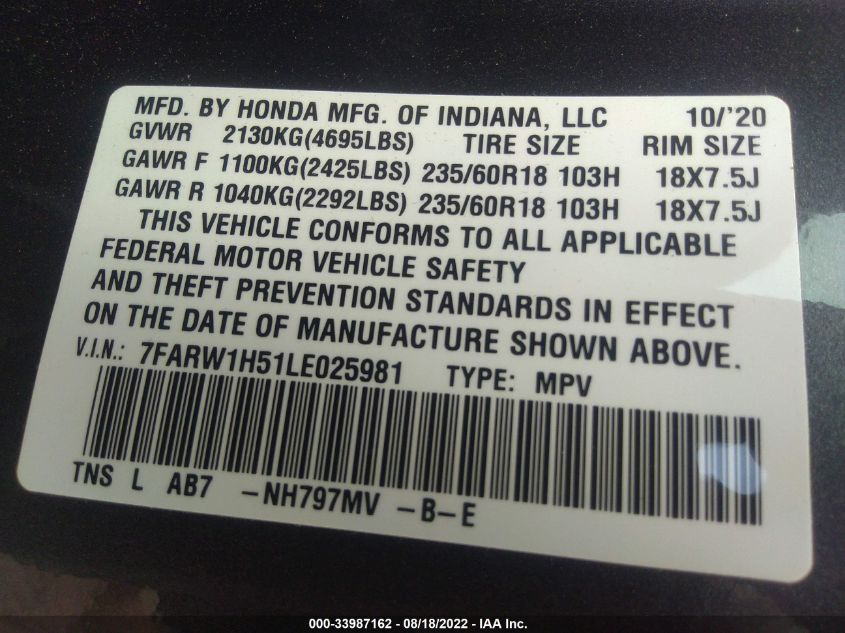 MFD. BY HONDA MFG. OF INDIANA, LLC 10/'20
GVWR 2130KG(4695LBS) TIRE SIZE RIM SIZE
GAWR F 1100KG(2425LBS) 235/60R18 103H 18X7.5J
GAWR R 1040KG(2292LBS) 235/60R18 103H 18X7.5J
THIS VEHICLE CONFORMS TO ALL APPLICABLE
FEDERAL MOTOR VEHICLE SAFETY
AND THEFT PREVENTION STANDARDS IN EFFECT
ON THE DATE OF MANUFACTURE SHOWN ABOVE.
V.I.N.: 7FARW1H51LE025981 TYPE: MPV
TNS L AB7 -NH797MV -B-E
000-33987162 - 08/18/2022 - IAA Inc.